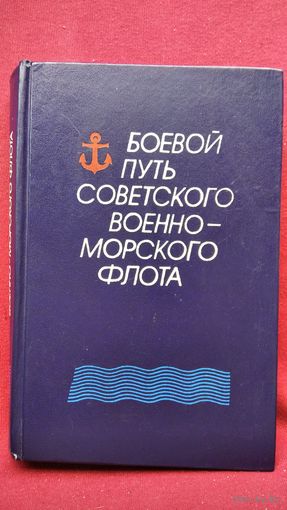 БОЕВОЙ
ПУТЬ
СОВЕТСКОГО
ВОЕННО–
МОРСКОГО
ФЛОТА